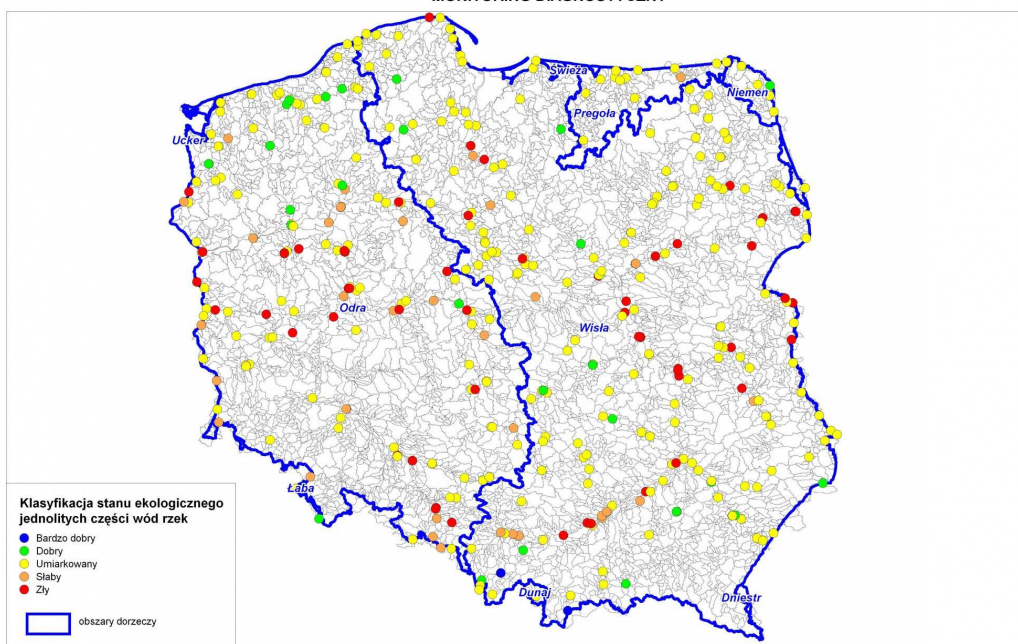 Świeża
Niemen
Pregoła
Ucker
Odra
Wisła
Łaba
Dunaj
Dniestr
Klasyfikacja stanu ekologicznego
jednolitych części wód rzek
Bardzo dobry
Dobry
Umiarkowany
Słaby
Zły
obszary dorzeczy